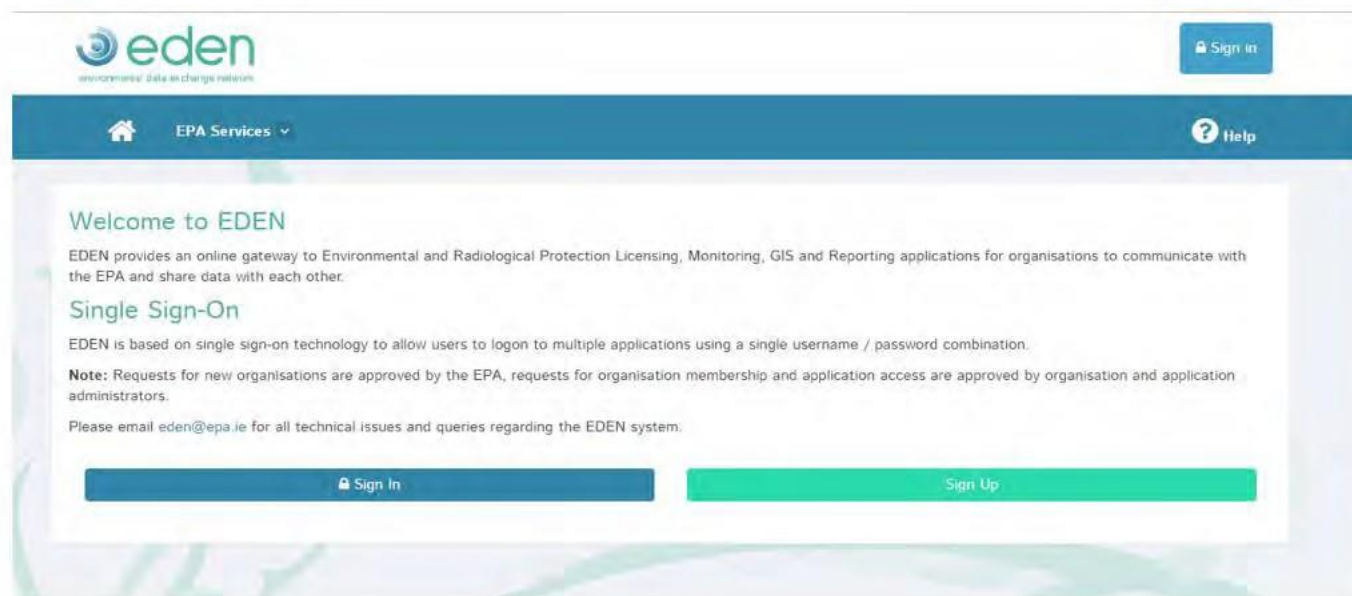 eden
environmental data exchange network
Sign in
EPA Services
Help
Welcome to EDEN
EDEN provides an online gateway to Environmental and Radiological Protection Licensing, Monitoring, GIS and Reporting applications for organisations to communicate with
the EPA and share data with each other.
Single Sign-On
EDEN is based on single sign-on technology to allow users to logon to multiple applications using a single username / password combination.
Note: Requests for new organisations are approved by the EPA, requests for organisation membership and application access are approved by organisation and application
administrators.
Please email eden@epa.ie for all technical issues and queries regarding the EDEN system.
Sign In
Sign Up